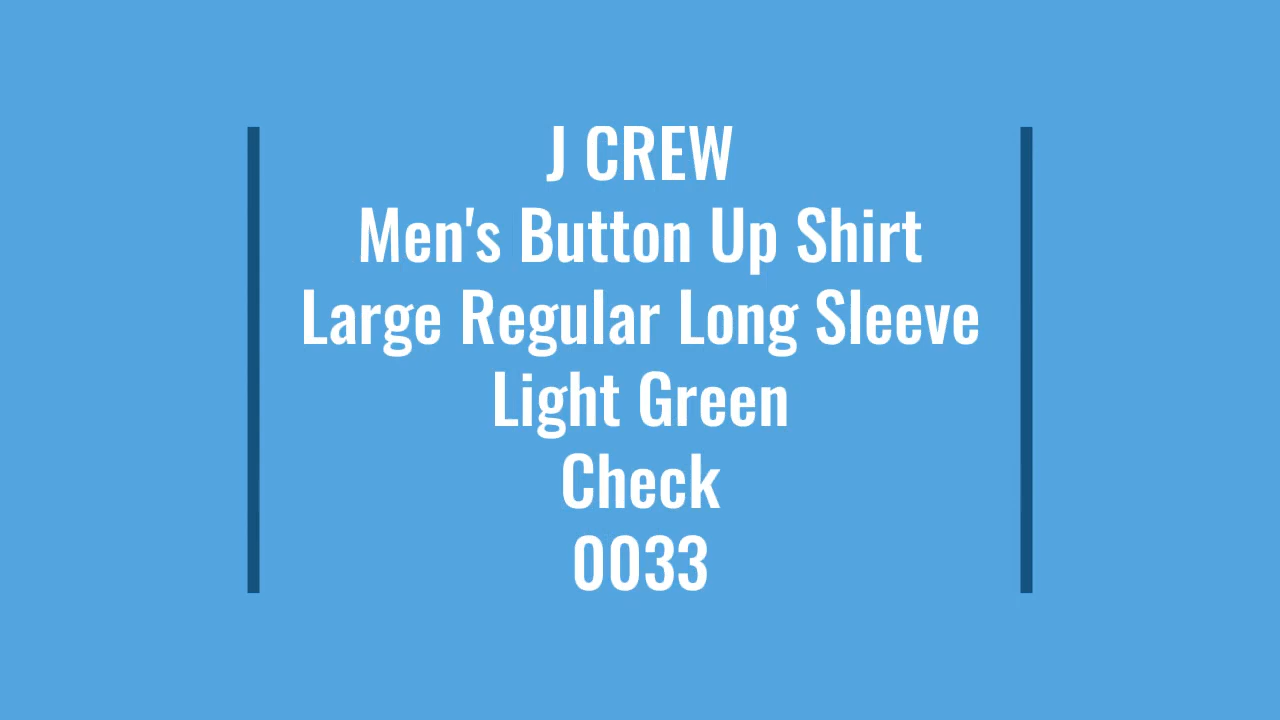 J CREW
Men's Button Up Shirt
Large Regular Long Sleeve
Light Green
Check
0033